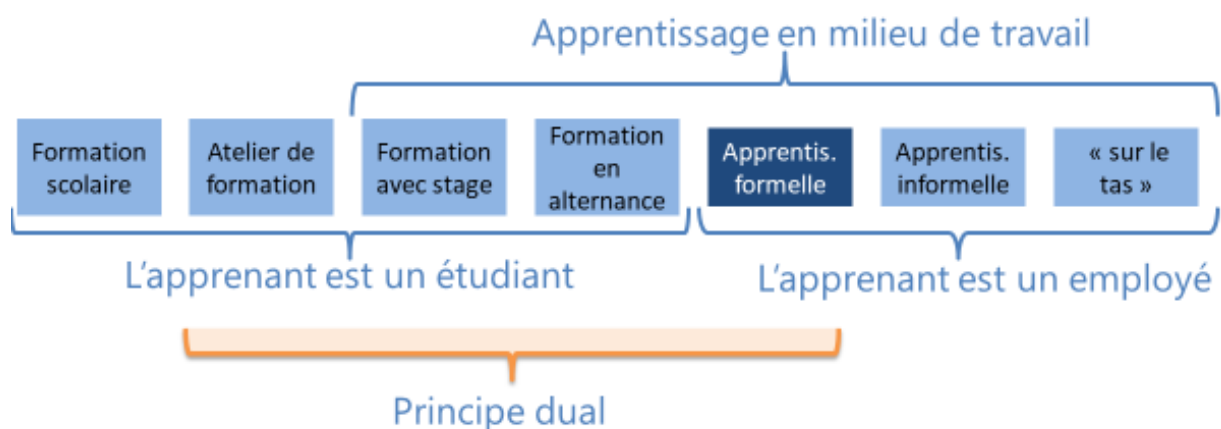 Apprentissage en milieu de travail
Formation
scolaire
Atelier de
formation
Formation
avec stage
Formation
en
alternance
Apprentis.
formelle
Apprentis.
informelle
« sur le
tas »
L'apprenant est un étudiant
L'apprenant est un employé
Principe dual